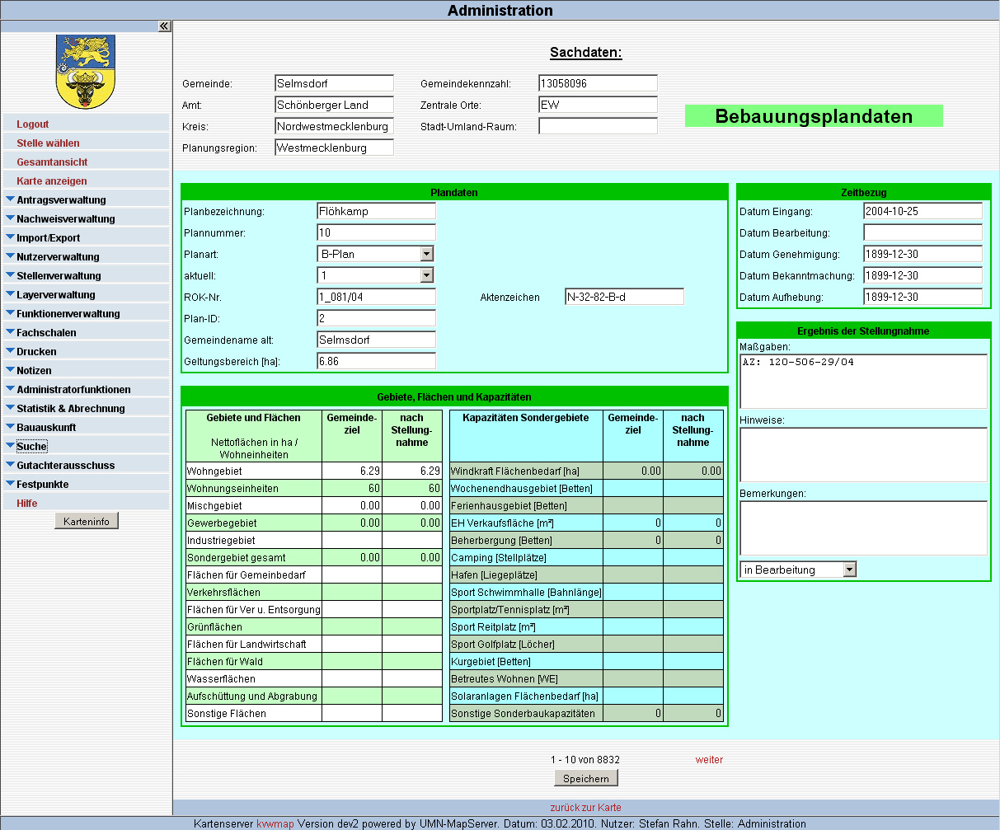 Administration
«
Logout
Stelle wählen
Gesamtansicht
Karte anzeigen
Antragsverwaltung
Nachweisverwaltung
Import/Export
Nutzerverwaltung
Stellenverwaltung
Layerverwaltung
Funktionenverwaltung
Fachschalen
Drucken
Notizen
Administratorfunktionen
Statistik & Abrechnung
Bauauskunft
Suche
Gutachterausschuss
Festpunkte
Hilfe
Karteninfo
Sachdaten:
Gemeinde: Selmsdorf Gemeindekennzahl: 13058096
Amt: Schönberger Land Zentrale Orte: EW
Kreis: Nordwestmecklenburg Stadt-Umland-Raum:
Planungsregion: Westmecklenburg
Bebauungsplandaten
Plandaten
Planbezeichnung: Flöhkamp
Plannummer: 10
Planart: B-Plan
aktuell: 1
ROK-Nr. 1_081/04 Aktenzeichen N-32-82-B-d
Plan-ID: 2
Gemeindename alt: Selmsdorf
Geltungsbereich [ha]: 6.86
Zeitbezug
Datum Eingang: 2004-10-25
Datum Bearbeitung:
Datum Genehmigung: 1899-12-30
Datum Bekanntmachung: 1899-12-30
Datum Aufhebung: 1899-12-30
Ergebnis der Stellungnahme
Maßgaben:
AZ: 120-506-29/04
Hinweise:
Bemerkungen:
in Bearbeitung
Gebiete, Flächen und Kapazitäten
Gebiete und Flächen Gemeinde- nach
ziel Stellung-
Nettoflächen in ha / nahme
Wohneinheiten
Wohngebiet 6.29 6.29
Wohnungseinheiten 60 60
Mischgebiet 0.00 0.00
Gewerbegebiet 0.00 0.00
Industriegebiet
Sondergebiet gesamt 0.00 0.00
Flächen für Gemeinbedarf
Verkehrsflächen
Flächen für Ver u. Entsorgung
Grünflächen
Flächen für Landwirtschaft
Flächen für Wald
Wasserflächen
Aufschüttung und Abgrabung
Sonstige Flächen
Kapazitäten Sondergebiete Gemeinde- nach
ziel Stellung-
nahme
Windkraft Flächenbedarf [ha] 0.00 0.00
Wochenendhausgebiet [Betten]
Ferienhausgebiet [Betten]
EH Verkaufsfläche [m²] 0 0
Beherbergung [Betten] 0 0
Camping [Stellplätze]
Hafen [Liegeplätze]
Sport Schwimmhalle [Bahnlänge]
Sportplatz/Tennisplatz [m²]
Sport Reitplatz [m²]
Sport Golfplatz [Löcher]
Kurgebiet [Betten]
Betreutes Wohnen [WE]
Solaranlagen Flächenbedarf [ha]
Sonstige Sonderbaukapazitäten 0 0
1 - 10 von 8832 weiter
Speichern
zurück zur Karte
Kartenserver kvwmap Version dev2 powered by UMN-MapServer. Datum: 03.02.2010. Nutzer: Stefan Rahn. Stelle: Administration